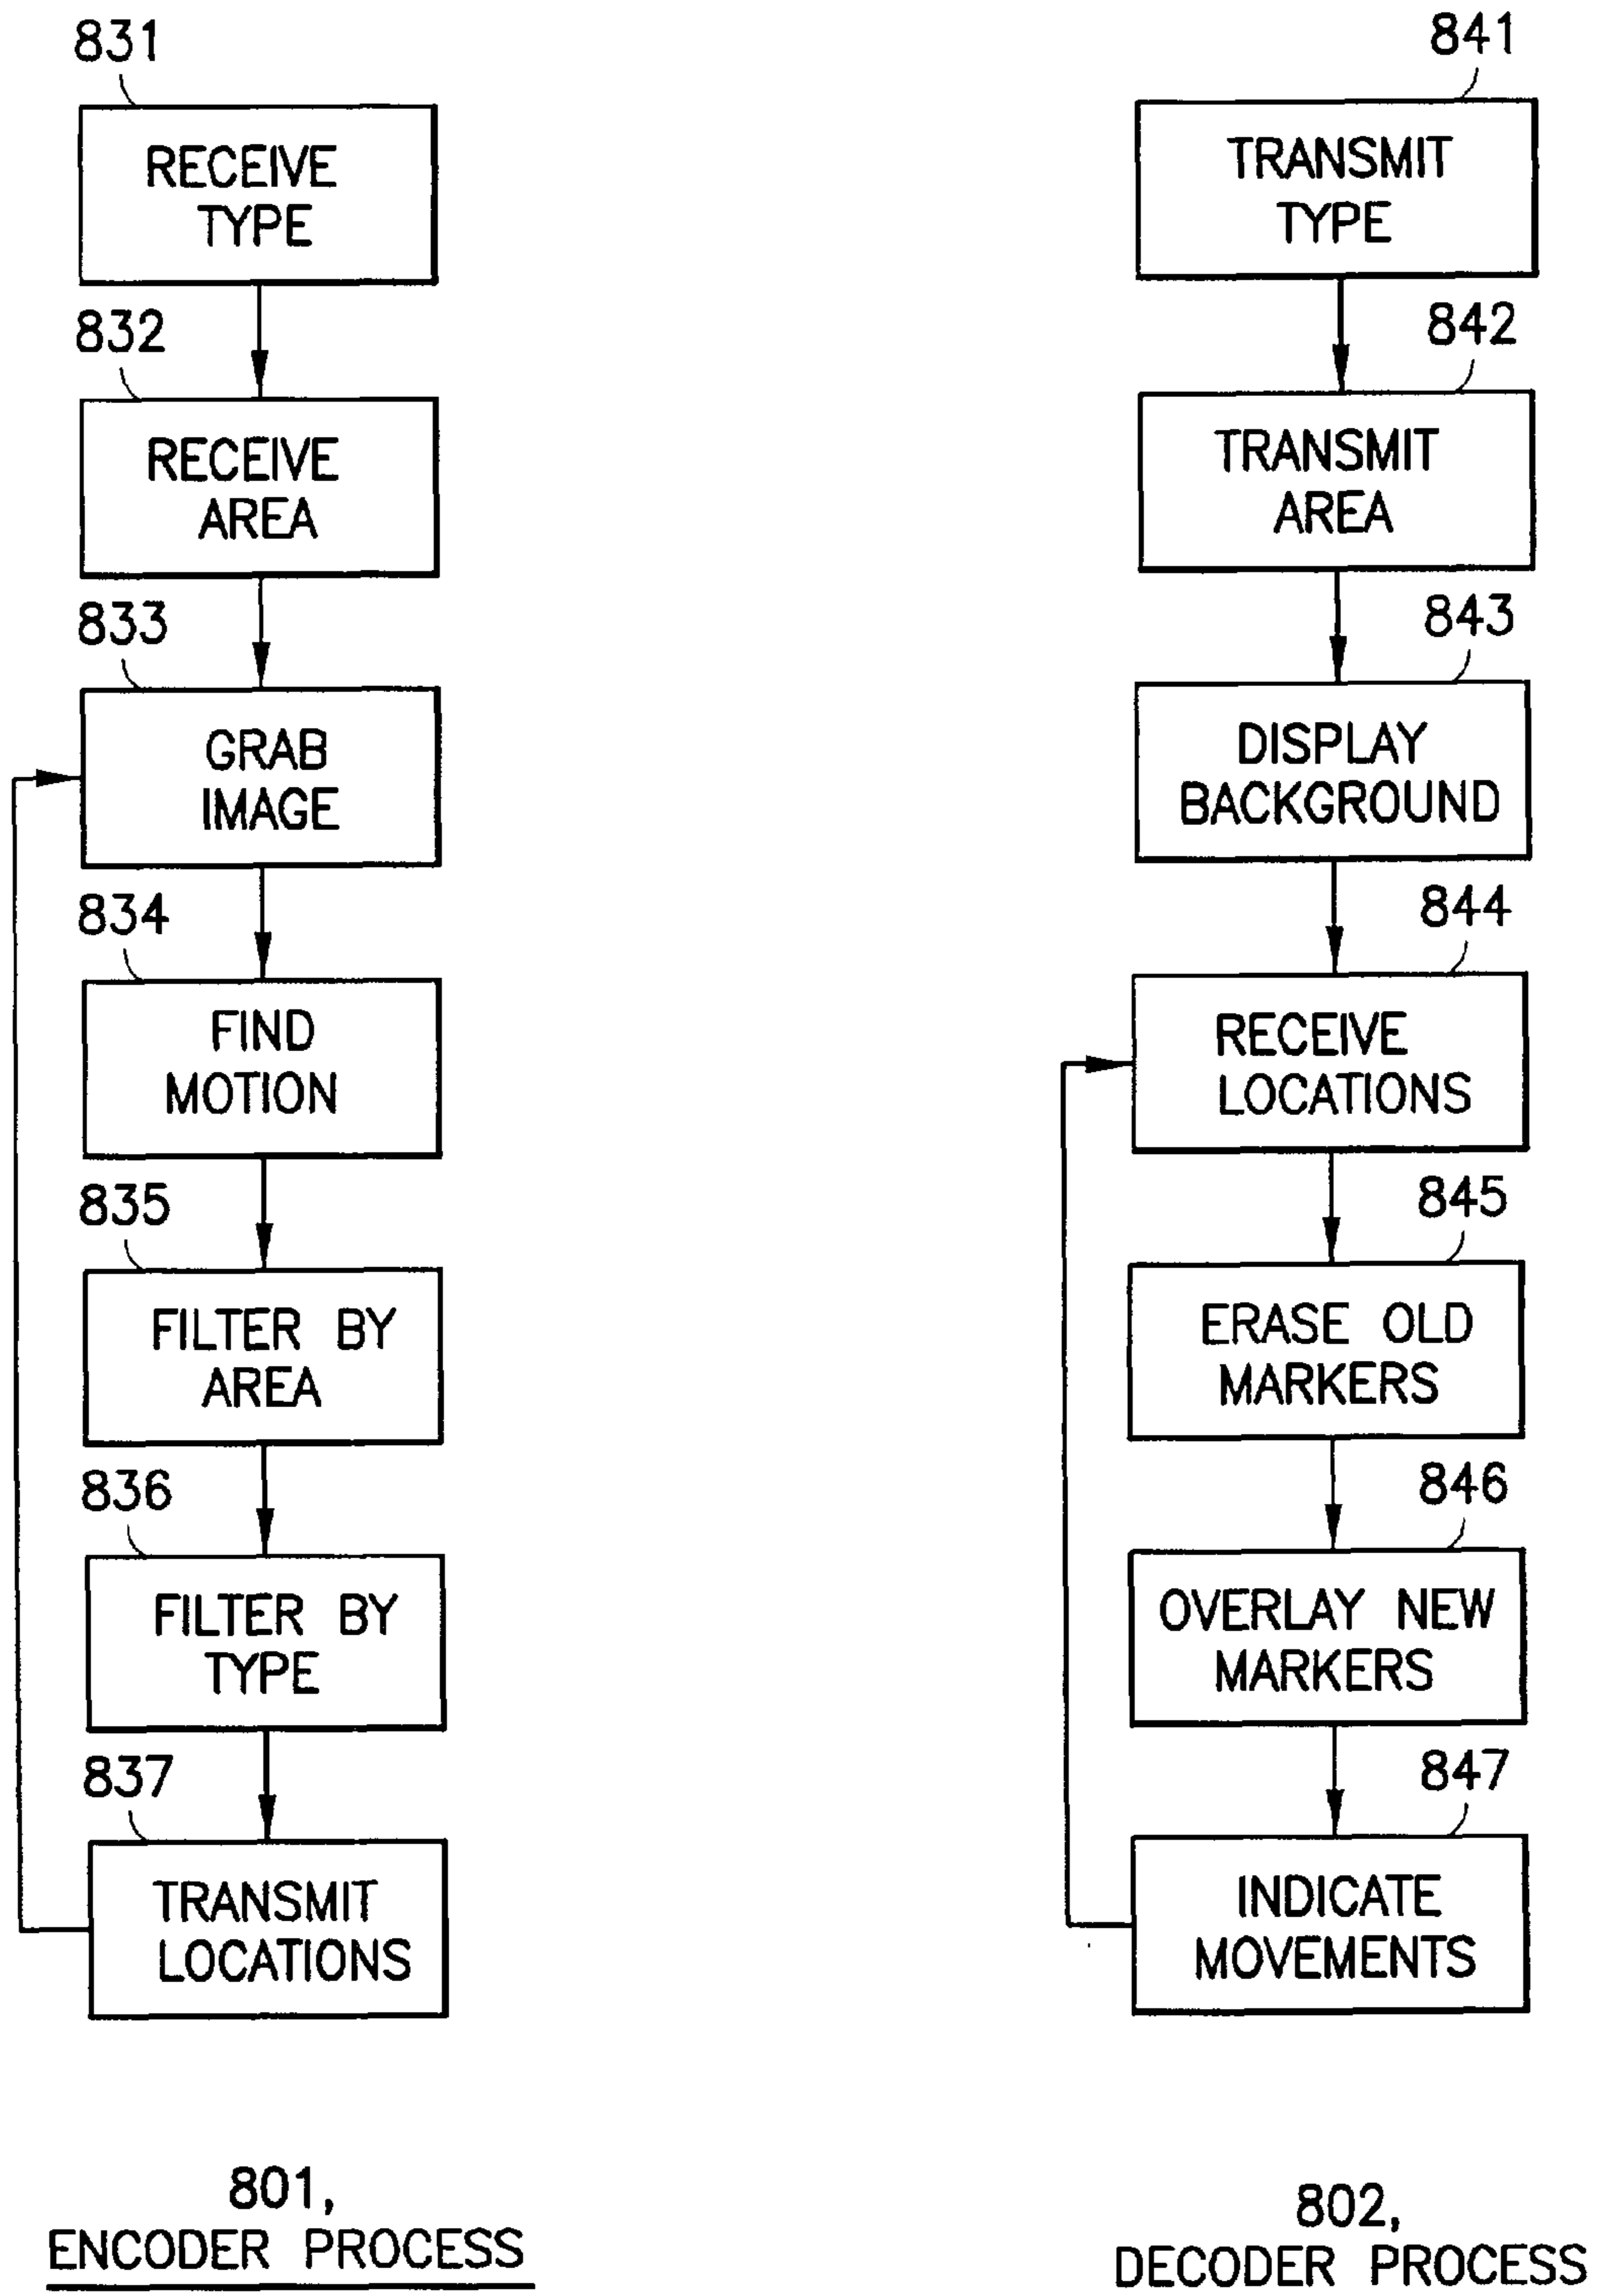 831
RECEIVE
TYPE
832
RECEIVE
AREA
833
GRAB
IMAGE
834
FIND
MOTION
835
FILTER BY
AREA
836
FILTER BY
TYPE
837
TRANSMIT
LOCATIONS
801,
ENCODER PROCESS
841
TRANSMIT
TYPE
842
TRANSMIT
AREA
843
DISPLAY
BACKGROUND
844
RECEIVE
LOCATIONS
845
ERASE OLD
MARKERS
846
OVERLAY NEW
MARKERS
847
INDICATE
MOVEMENTS
802,
DECODER PROCESS